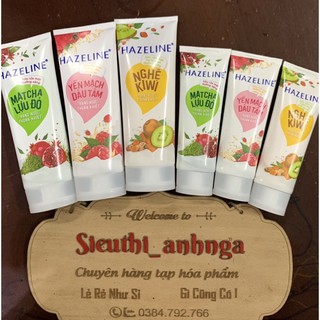 HAZELINE
MATCHA
LỰU ĐỎ
HAZELINE
YẾN MẠCH
DÂU TẰM
HAZELINE
NGHỆ
KIWI
HAZELINE
MATCHA
LỰU ĐỎ
HAZELINE
YẾN MẠCH
DÂU TẰM
HAZELINE
NGHỆ
KIWI
Welcome to
Sieuthi_anhnga
Chuyên hàng tạp hóa phẩm
Lẻ Rẻ Như Sỉ
Gì Cũng Có !
0384.792.766